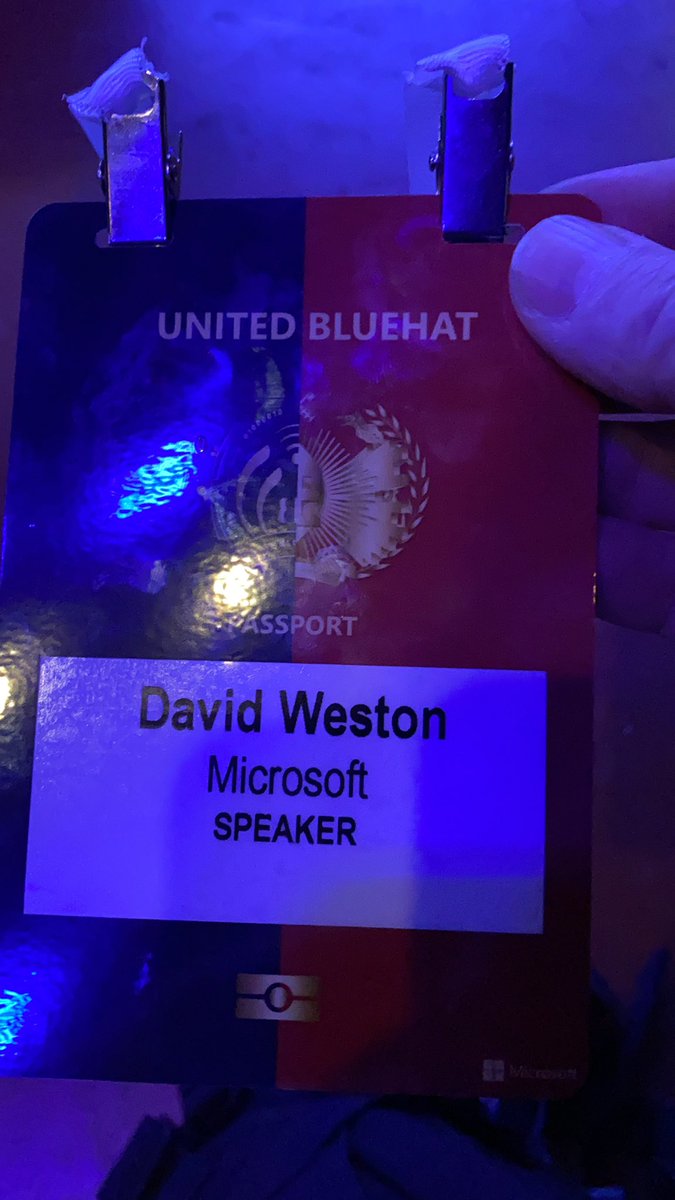 UNITED BLUEHAT
PASSPORT
David Weston
Microsoft
SPEAKER
Microsoft